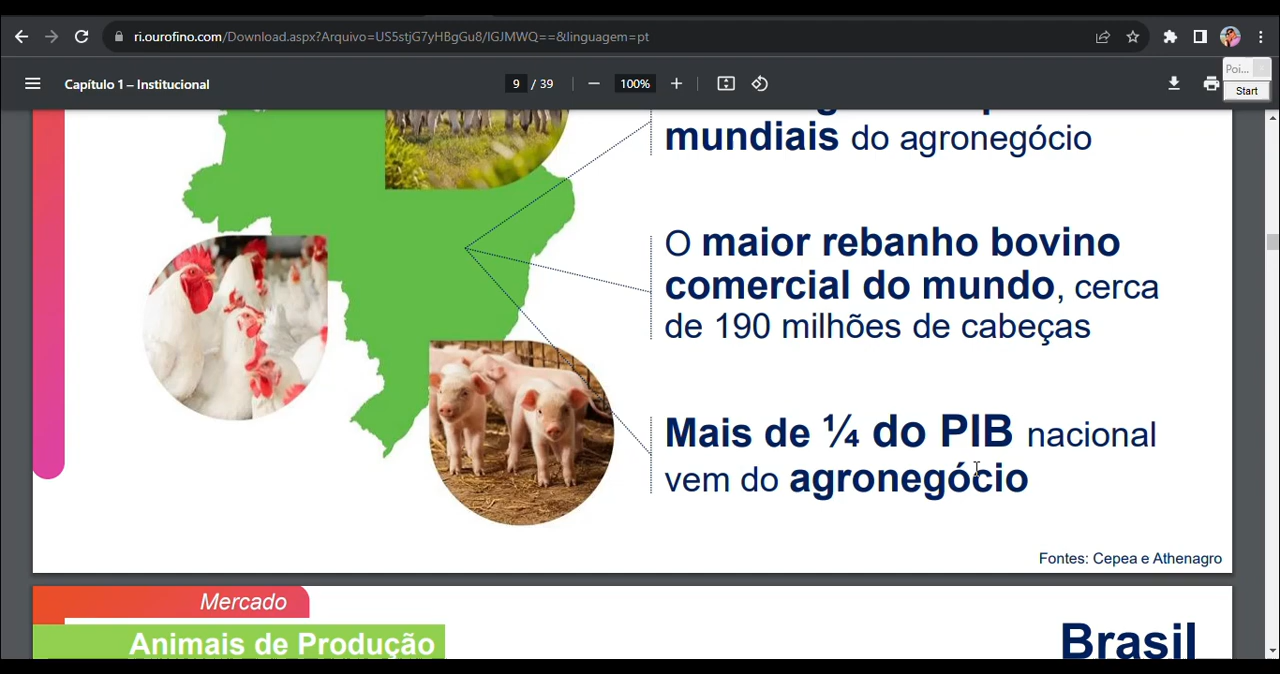 ri.ourofino.com/Download.aspx?Arquivo=US5stjG7yHBgGu8/IGJMWQ==&linguagem=pt
Poi...
Capítulo 1 – Institucional
9 / 39
100%
Start
mundiais do agronegócio
O maior rebanho bovino
comercial do mundo, cerca
de 190 milhões de cabeças
Mais de ¼ do PIB nacional
vem do agronegócio
Fontes: Cepea e Athenagro
Mercado
Animais de Produção
Brasil